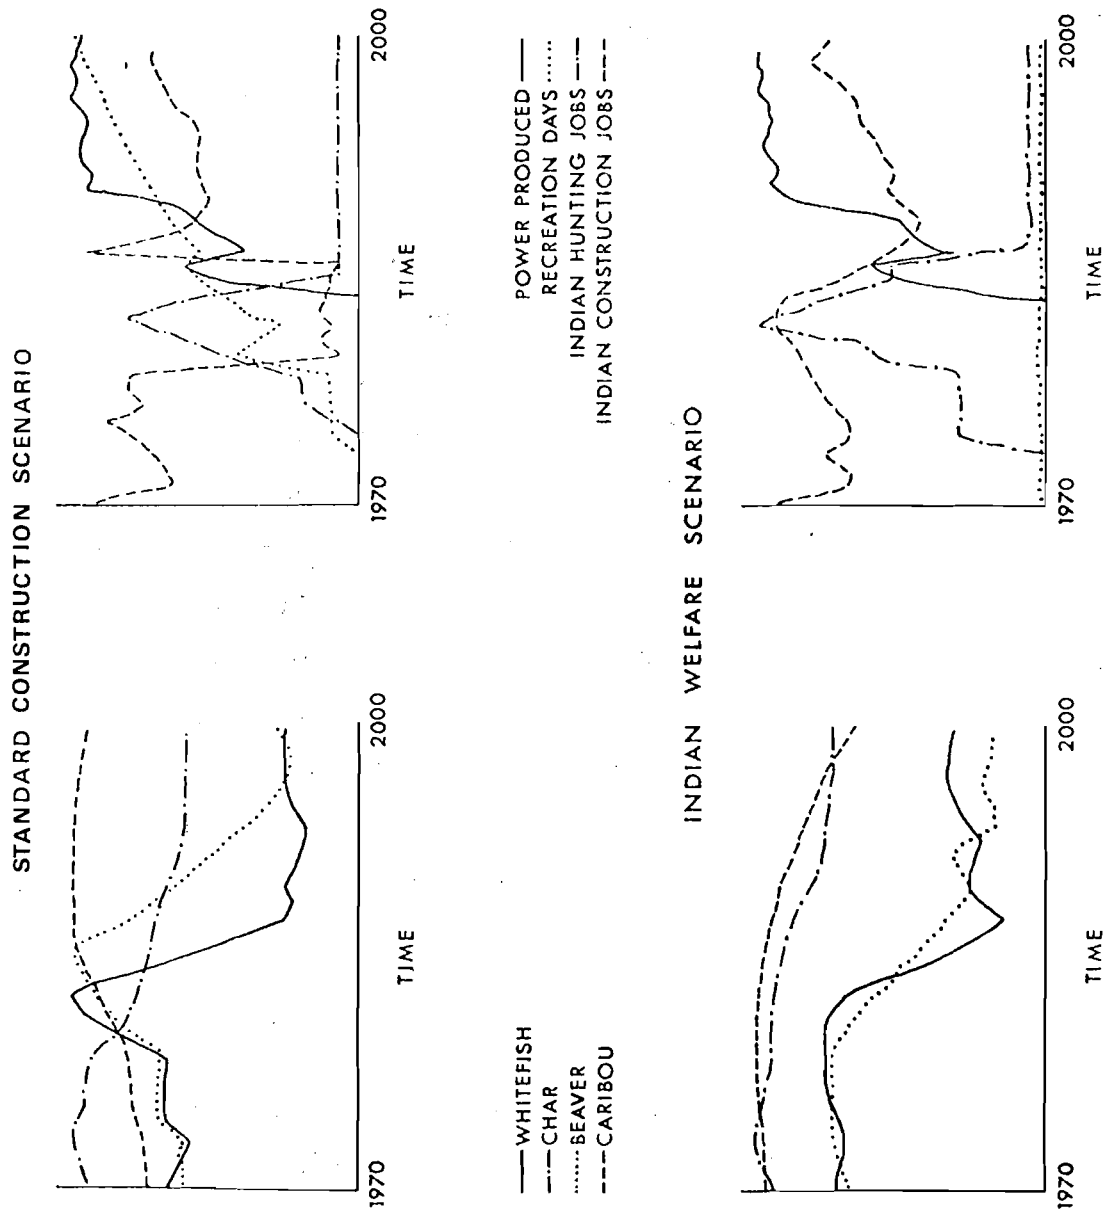 STANDARD CONSTRUCTION SCENARIO
1970
2000
TIME
1970
2000
TIME
WHITEFISH
CHAR
BEAVER
CARIBOU
POWER PRODUCED
RECREATION DAYS
INDIAN HUNTING JOBS
INDIAN CONSTRUCTION JOBS
INDIAN WELFARE SCENARIO
1970
2000
TIME
1970
2000
TIME